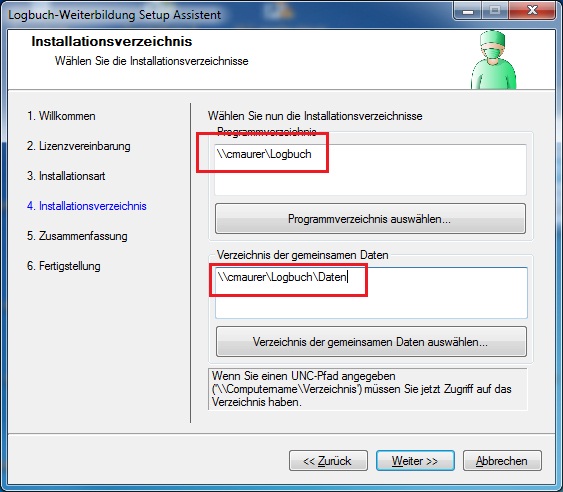 Logbuch-Weiterbildung Setup Assistent
Installationsverzeichnis
Wählen Sie die Installationsverzeichnisse
1. Willkommen
2. Lizenzvereinbarung
3. Installationsart
4. Installationsverzeichnis
5. Zusammenfassung
6. Fertigstellung
Wählen Sie nun die Installationsverzeichnisse
Programmverzeichnis
\\cmaurer\Logbuch
Programmverzeichnis auswählen...
Verzeichnis der gemeinsamen Daten
\\cmaurer\Logbuch\Daten
Verzeichnis der gemeinsamen Daten auswählen...
Wenn Sie einen UNC-Pfad angegeben
('\\Computername\Verzeichnis') müssen Sie jetzt Zugriff auf das
Verzeichnis haben.
<< Zurück
Weiter >>
Abbrechen